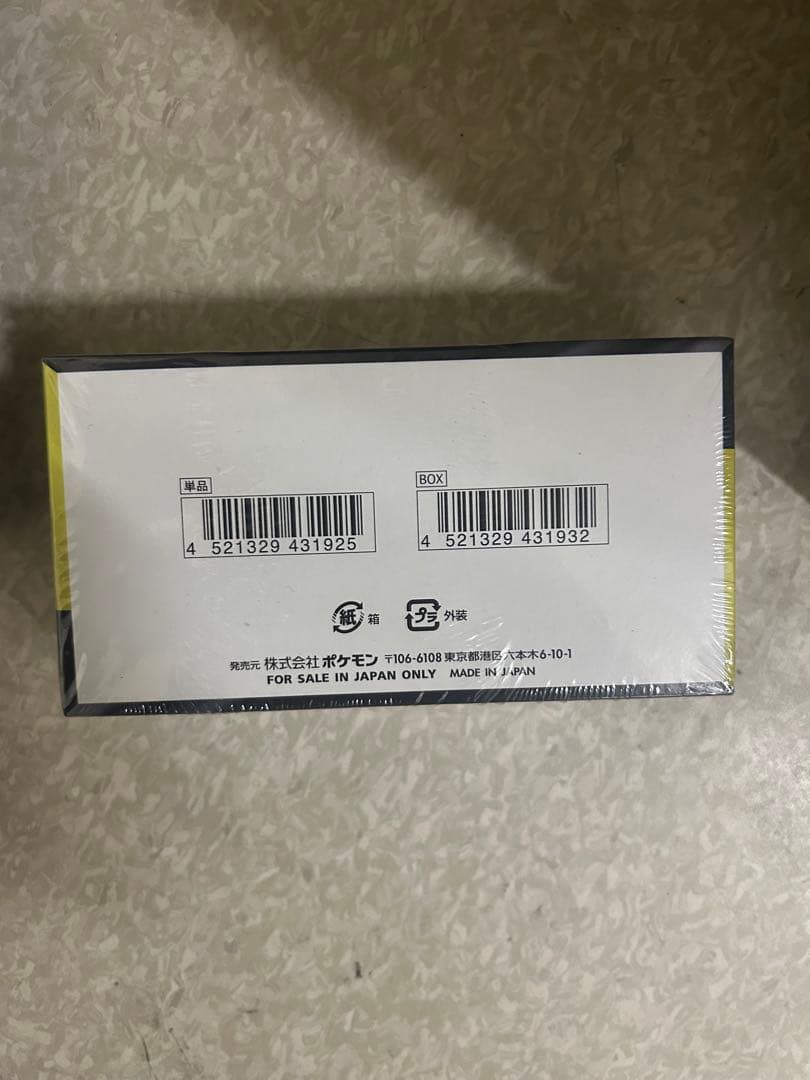 単品
BOX
4 521329 431925
4 521329 431932
紙 箱
プラ 外装
発売元 株式会社ポケモン 〒106-6108 東京都港区六本木6-10-1
FOR SALE IN JAPAN ONLY MADE IN JAPAN